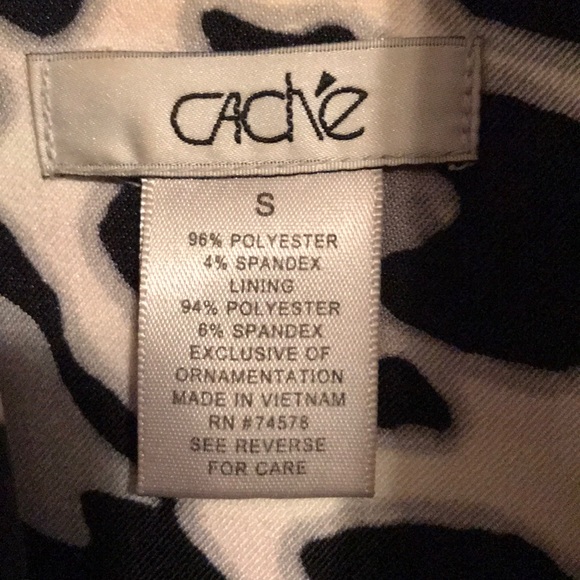 CACHÉ
S
96% POLYESTER
4% SPANDEX
LINING
94% POLYESTER
6% SPANDEX
EXCLUSIVE OF
ORNAMENTATION
MADE IN VIETNAM
RN #74578
SEE REVERSE
FOR CARE